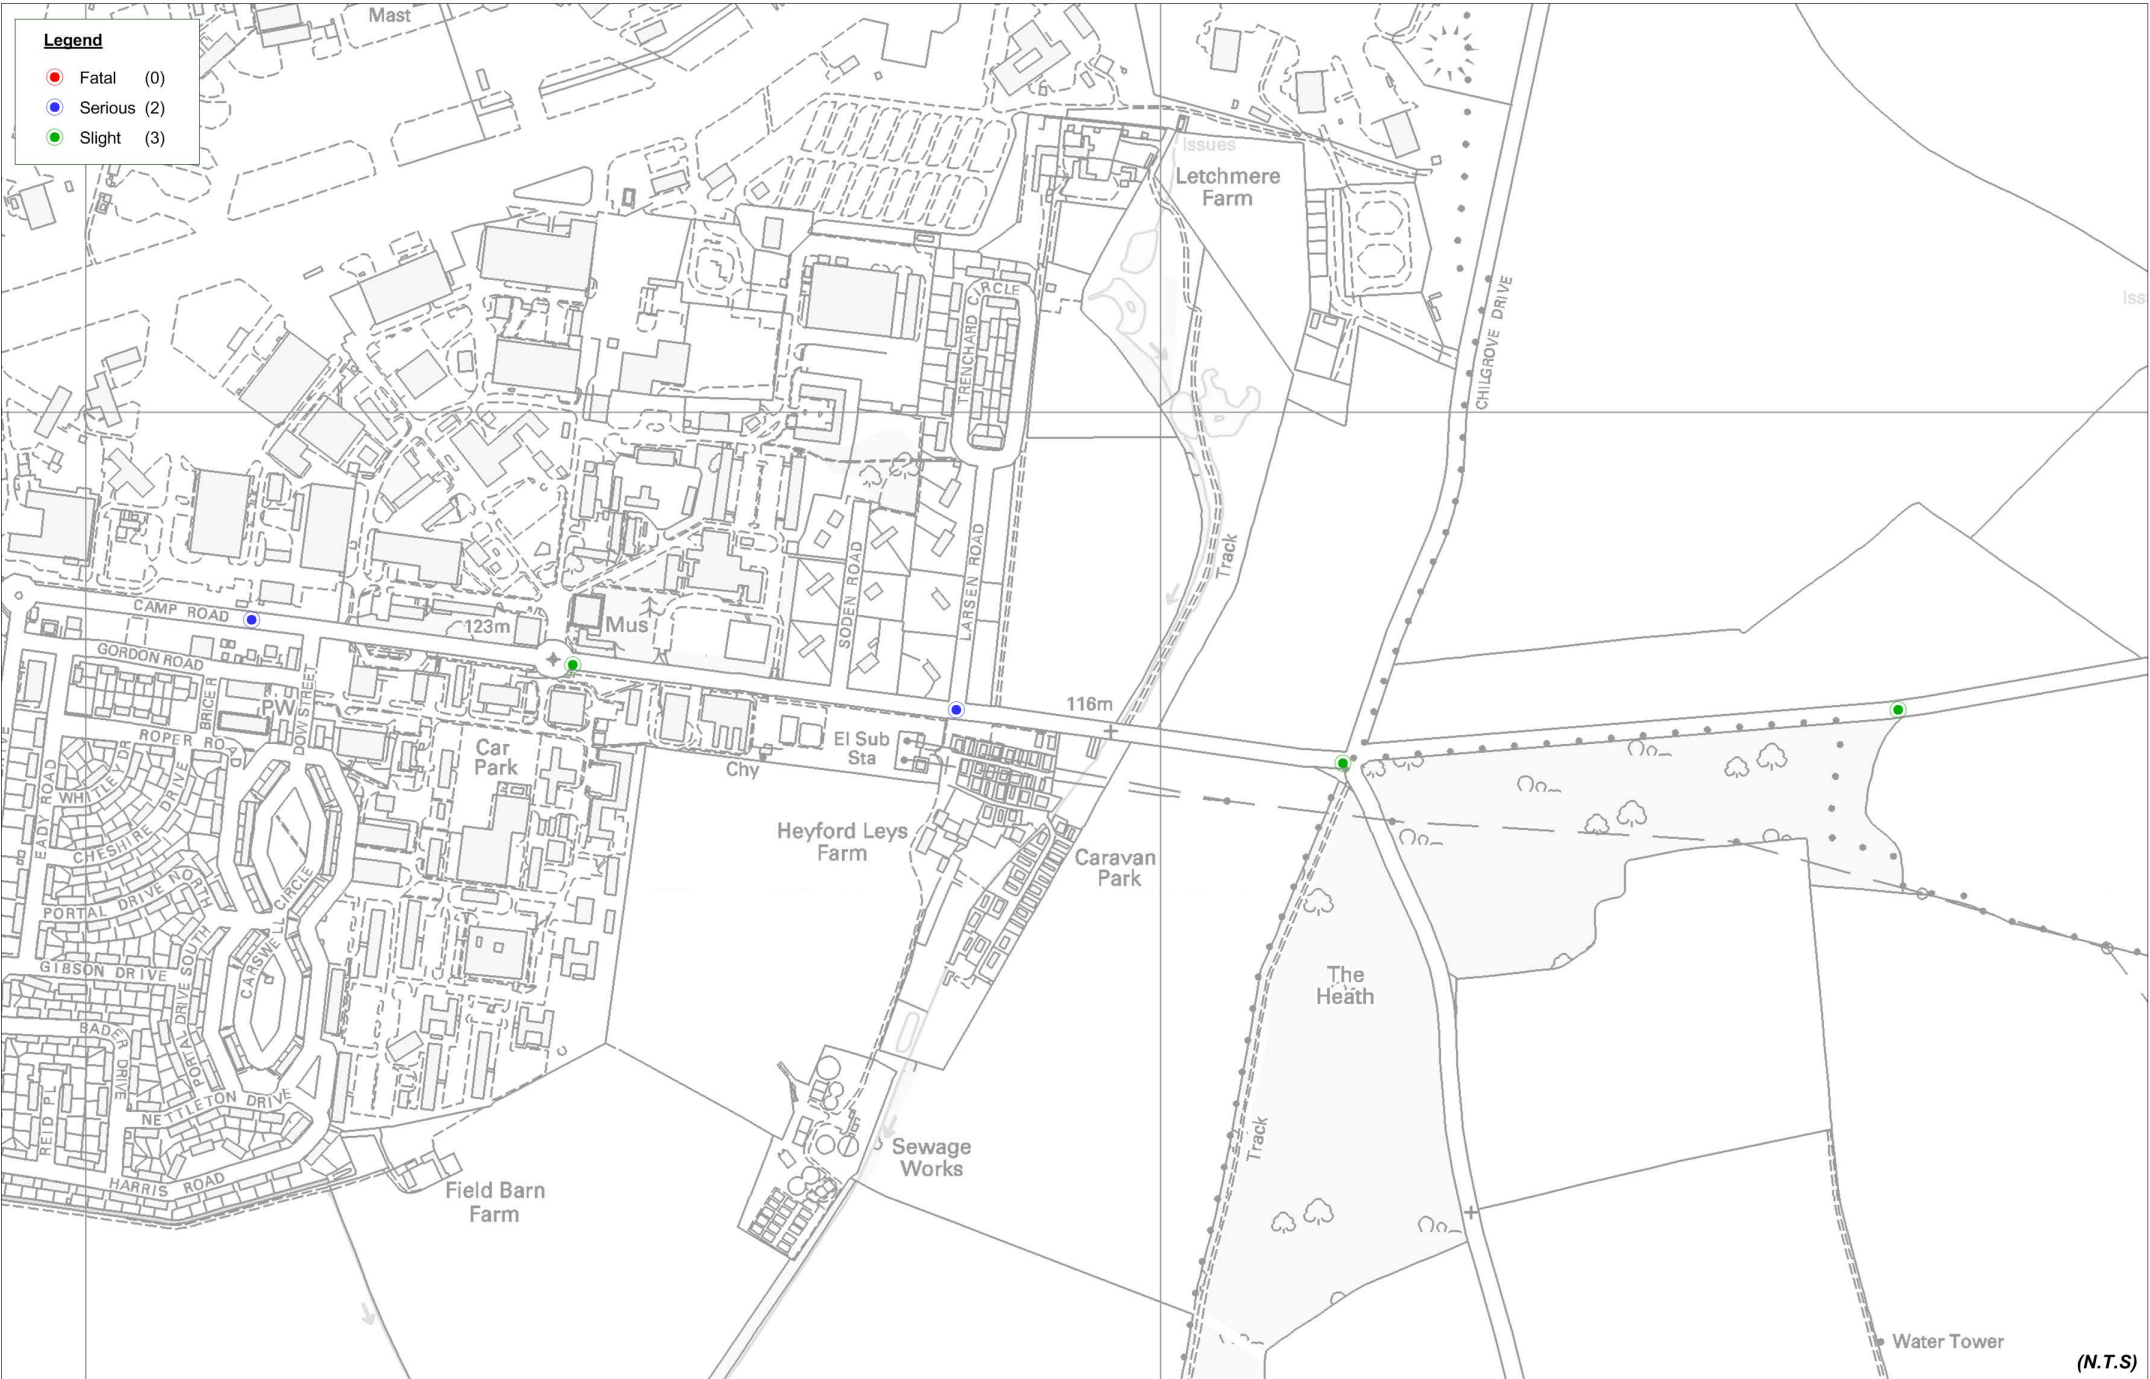 Mast
Legend
Fatal (0)
Serious (2)
Slight (3)
Issues
Letchmere
Farm
TRENCHARD CIRCLE
CHILGROVE DRIVE
Iss
Track
CAMP ROAD
123m
Mus
SODEN ROAD
LARSEN ROAD
GORDON ROAD
BRICE R
PW
DOW STREET
116m
ROPER ROAD
Car
Park
El Sub
Sta
Chy
EADY ROAD
WHITLEY DR
CHESHIRE DRIVE
Heyford Leys
Farm
Caravan
Park
PORTAL DRIVE NORTH
CARSWELL CIRCLE
GIBSON DRIVE
PORTAL DRIVE SOUTH
The
Heath
BADER DRIVE
NETTLETON DRIVE
REID PL
HARRIS ROAD
Track
Sewage
Works
Field Barn
Farm
Water Tower
(N.T.S)